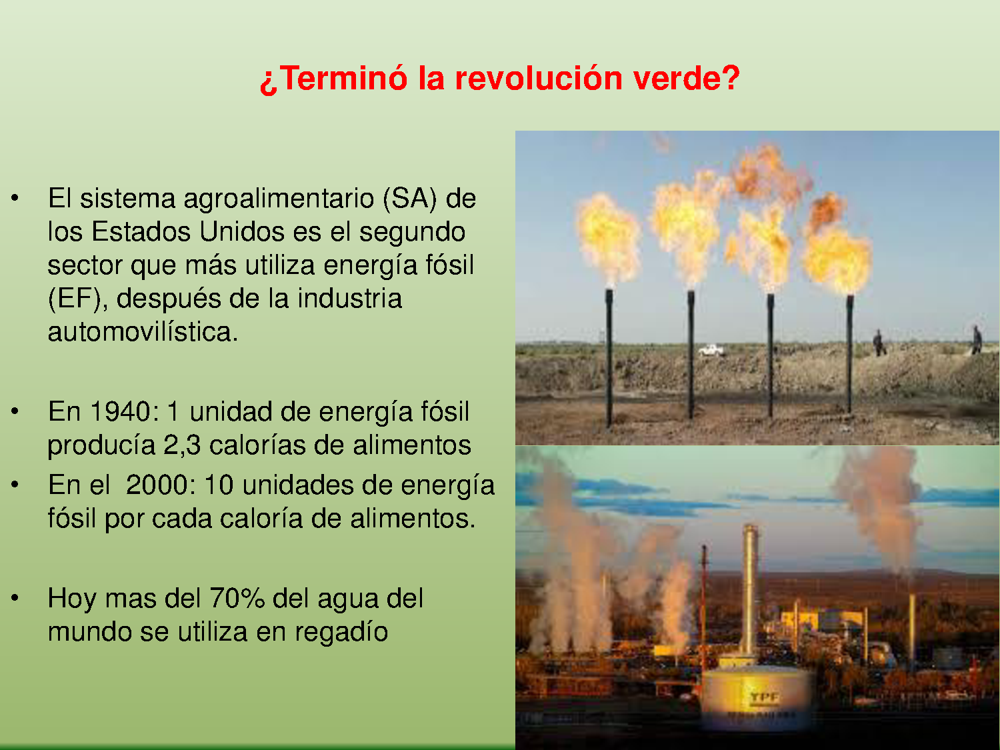 ¿Terminó la revolución verde?
• El sistema agroalimentario (SA) de
los Estados Unidos es el segundo
sector que más utiliza energía fósil
(EF), después de la industria
automovilística.
• En 1940: 1 unidad de energía fósil
producía 2,3 calorías de alimentos
• En el 2000: 10 unidades de energía
fósil por cada caloría de alimentos.
• Hoy mas del 70% del agua del
mundo se utiliza en regadío
YPF